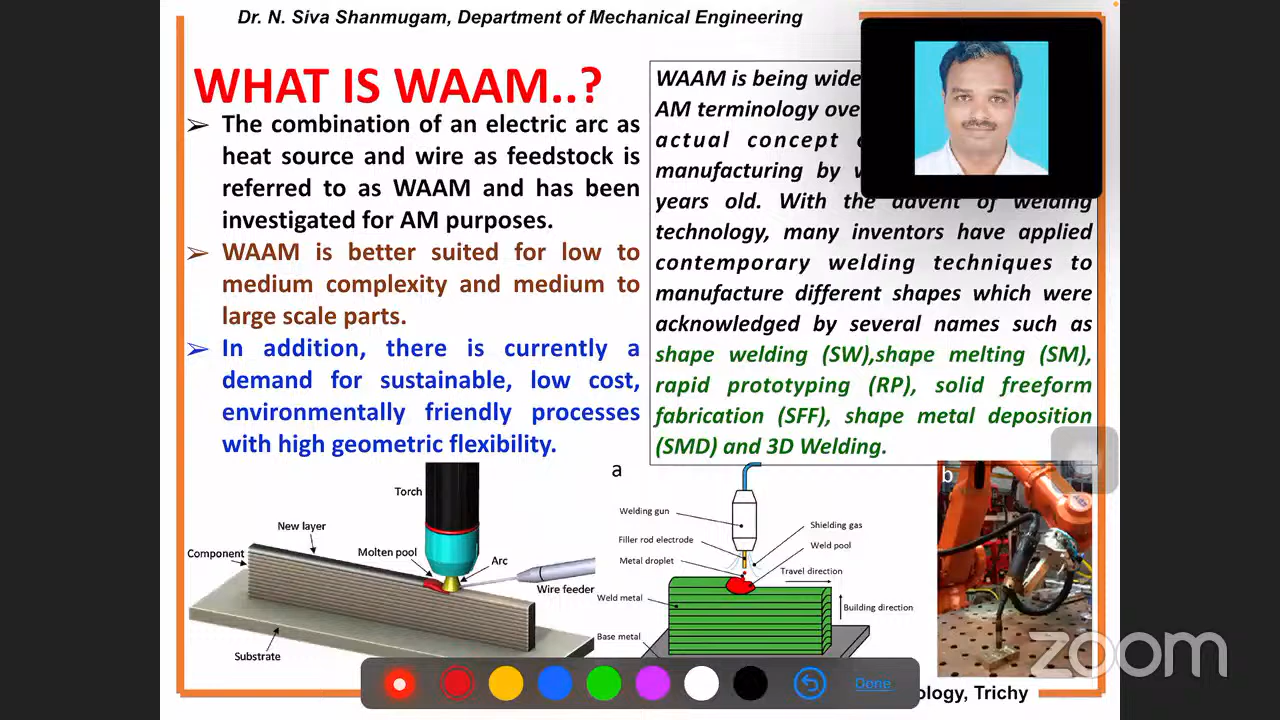 Dr. N. Siva Shanmugam, Department of Mechanical Engineering
WHAT IS WAAM..?
➢ The combination of an electric arc as
heat source and wire as feedstock is
referred to as WAAM and has been
investigated for AM purposes.
➢ WAAM is better suited for low to
medium complexity and medium to
large scale parts.
➢ In addition, there is currently a
demand for sustainable, low cost,
environmentally friendly processes
with high geometric flexibility.
WAAM is being wide
AM terminology ove
actual concept
manufacturing by
years old. With the advent of welding
technology, many inventors have applied
contemporary welding techniques to
manufacture different shapes which were
acknowledged by several names such as
shape welding (SW),shape melting (SM),
rapid prototyping (RP), solid freeform
fabrication (SFF), shape metal deposition
(SMD) and 3D Welding.
Torch
New layer
Component
Molten pool
Arc
Wire feeder
Substrate
a
Welding gun
Shielding gas
Filler rod electrode
Weld pool
Metal droplet
Travel direction
Weld metal
Building direction
Base metal
b
ABB
zoom
Done
ology, Trichy